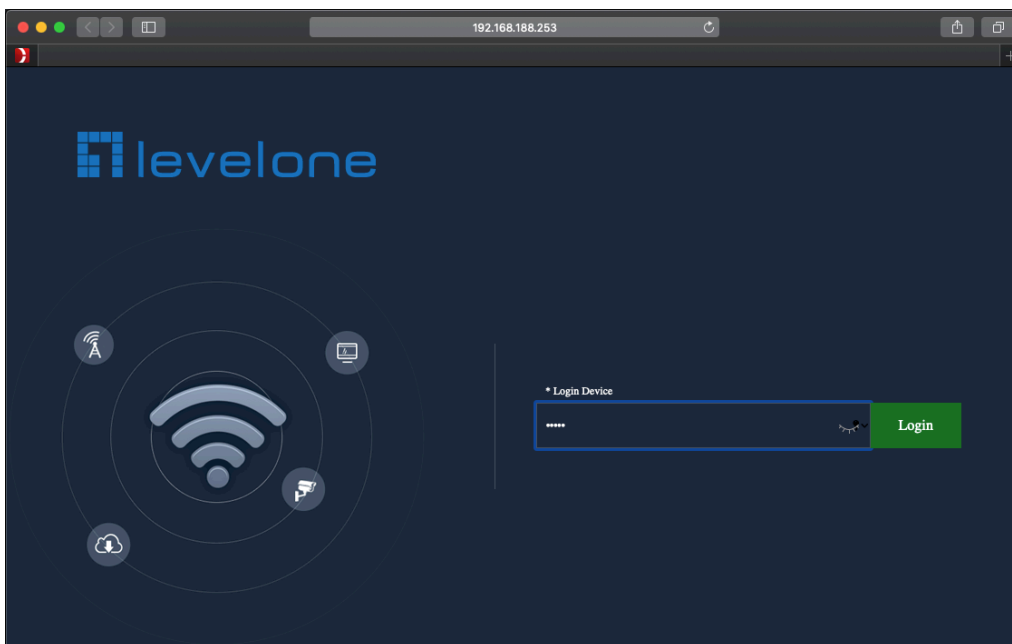 192.168.188.253
levelone
* Login Device
•••••
Login